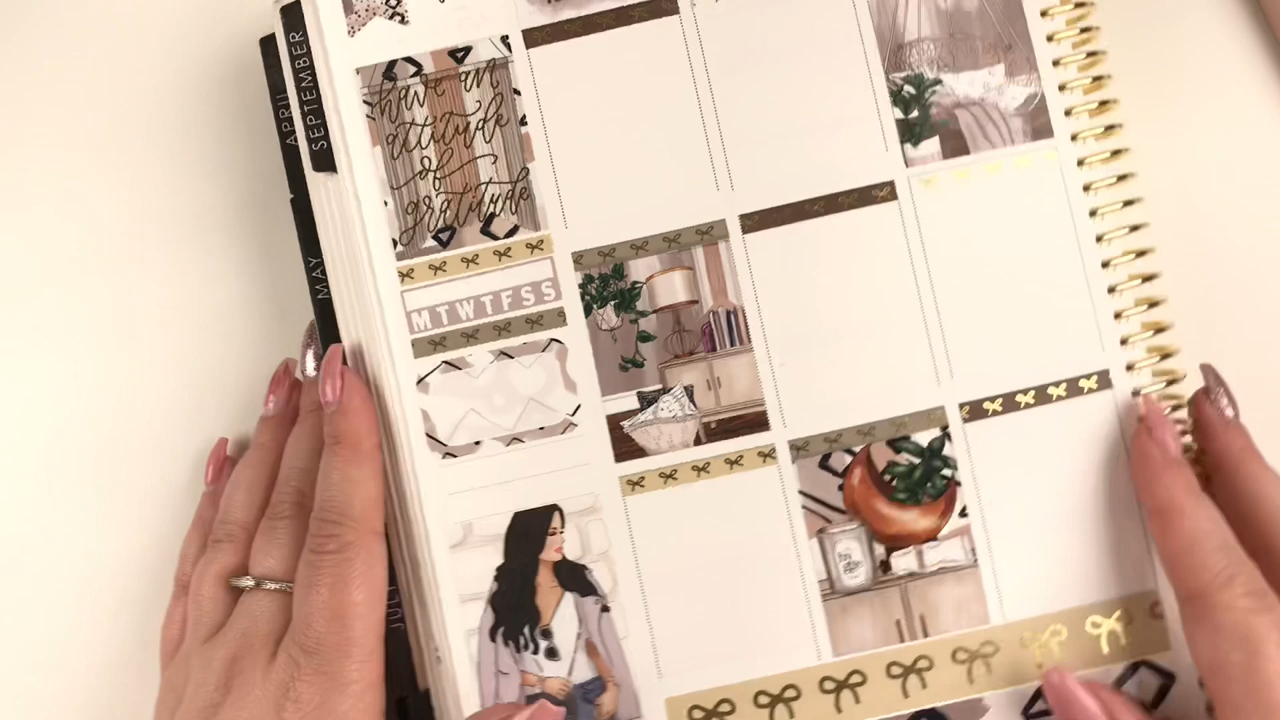 APRIL
SEPTEMBER
MAY
have an
attitude
of
gratitude
MTWTFSS